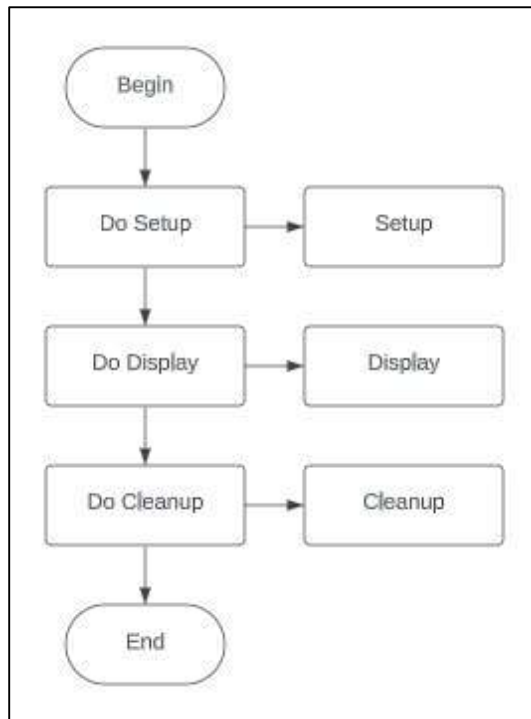 Begin
Do Setup
Setup
Do Display
Display
Do Cleanup
Cleanup
End